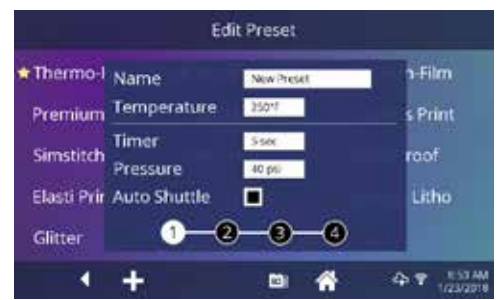 Edit Preset
Thermo-
Name New Preset
n-Film
Premium Temperature 350°F
s Print
Timer 5 sec
Simstitch
roof
Pressure 40 psi
Elasti Prin Auto Shuttle
Litho
Glitter
1 2 3 4
8:53 AM
1/23/2018